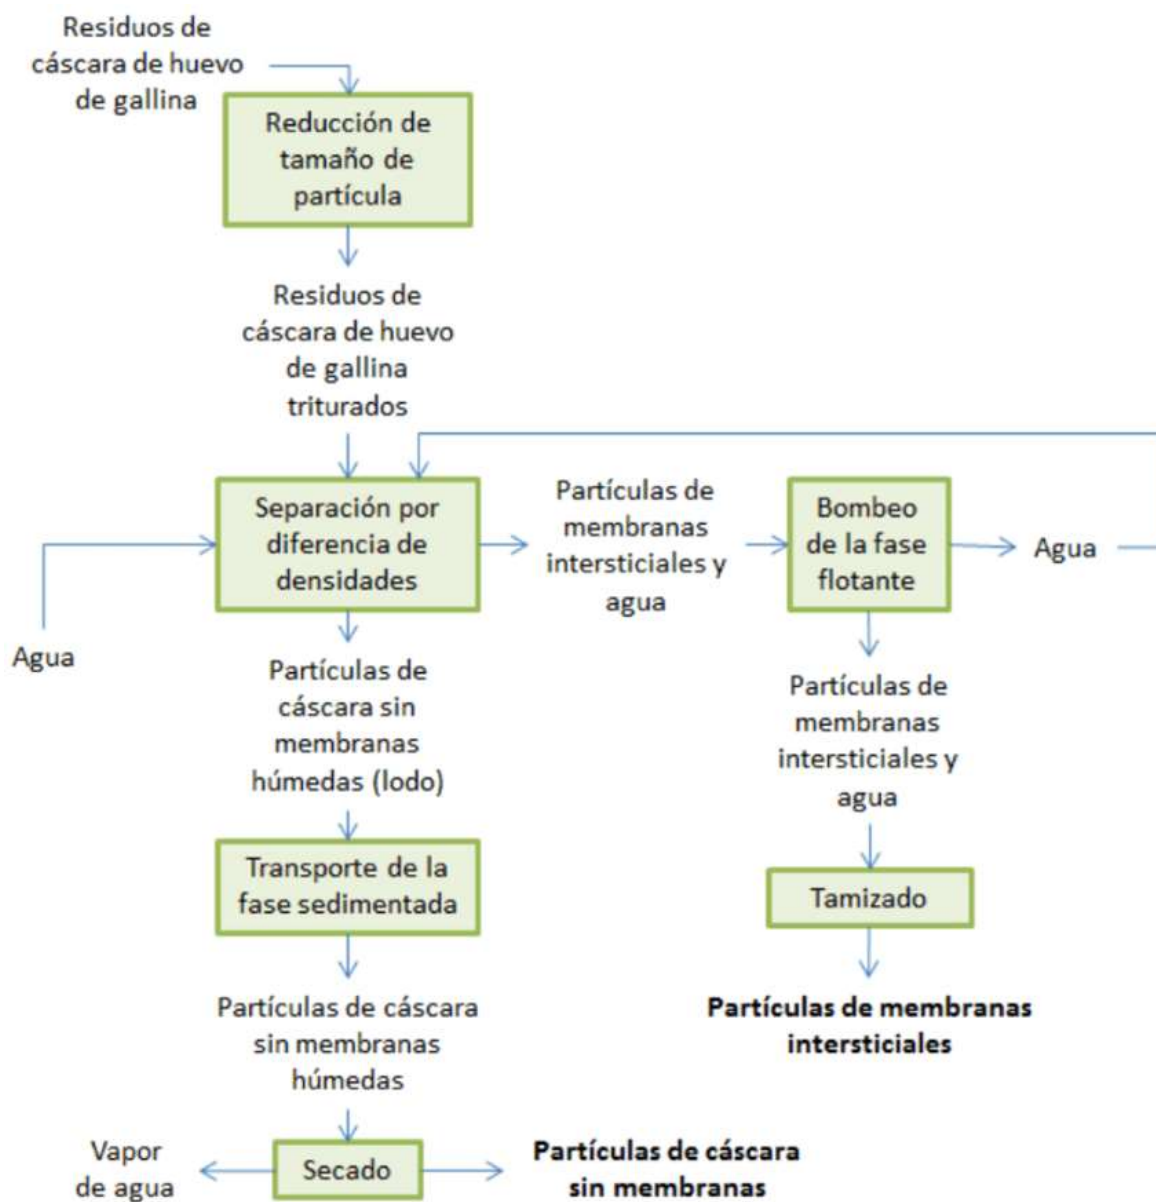 Residuos de
cáscara de huevo
de gallina
Reducción de
tamaño de
partícula
Residuos de
cáscara de huevo
de gallina
triturados
Separación por
diferencia de
densidades
Partículas de
membranas
intersticiales y
agua
Bombeo
de la fase
flotante
Agua
Agua
Partículas de
cáscara sin
membranas
húmedas (lodo)
Partículas de
membranas
intersticiales y
agua
Transporte de la
fase sedimentada
Tamizado
Partículas de cáscara
sin membranas
húmedas
Partículas de membranas
intersticiales
Vapor
de agua
Secado
Partículas de cáscara
sin membranas